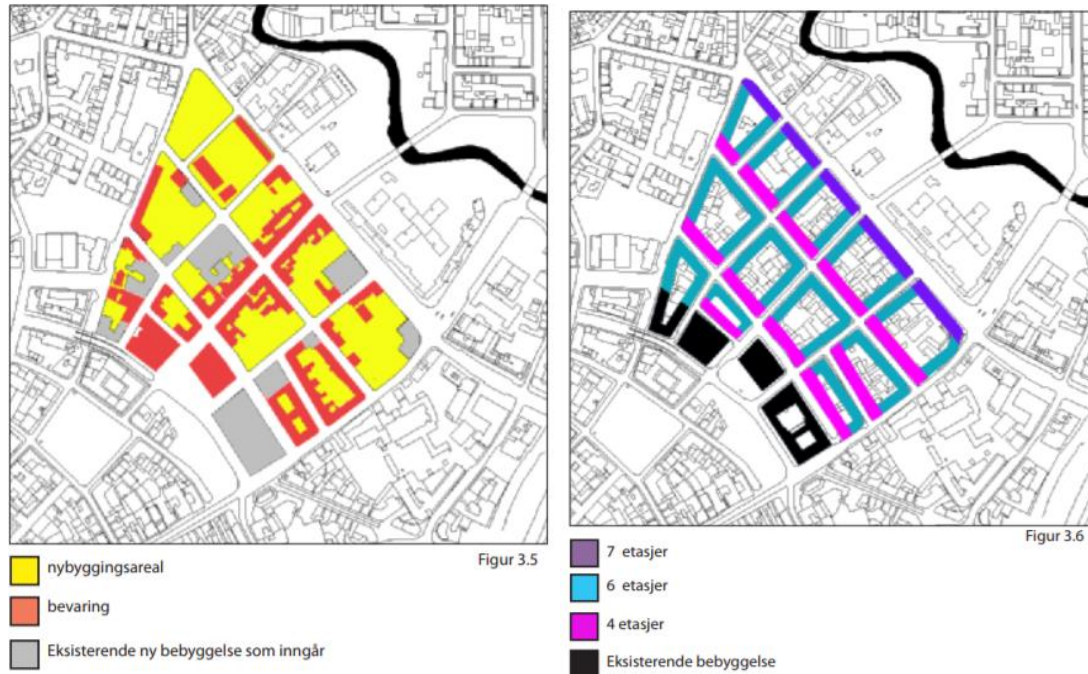 Figur 3.5
nybyggingsareal
bevaring
Eksisterende ny bebyggelse som inngår
Figur 3.6
7 etasjer
6 etasjer
4 etasjer
Eksisterende bebyggelse